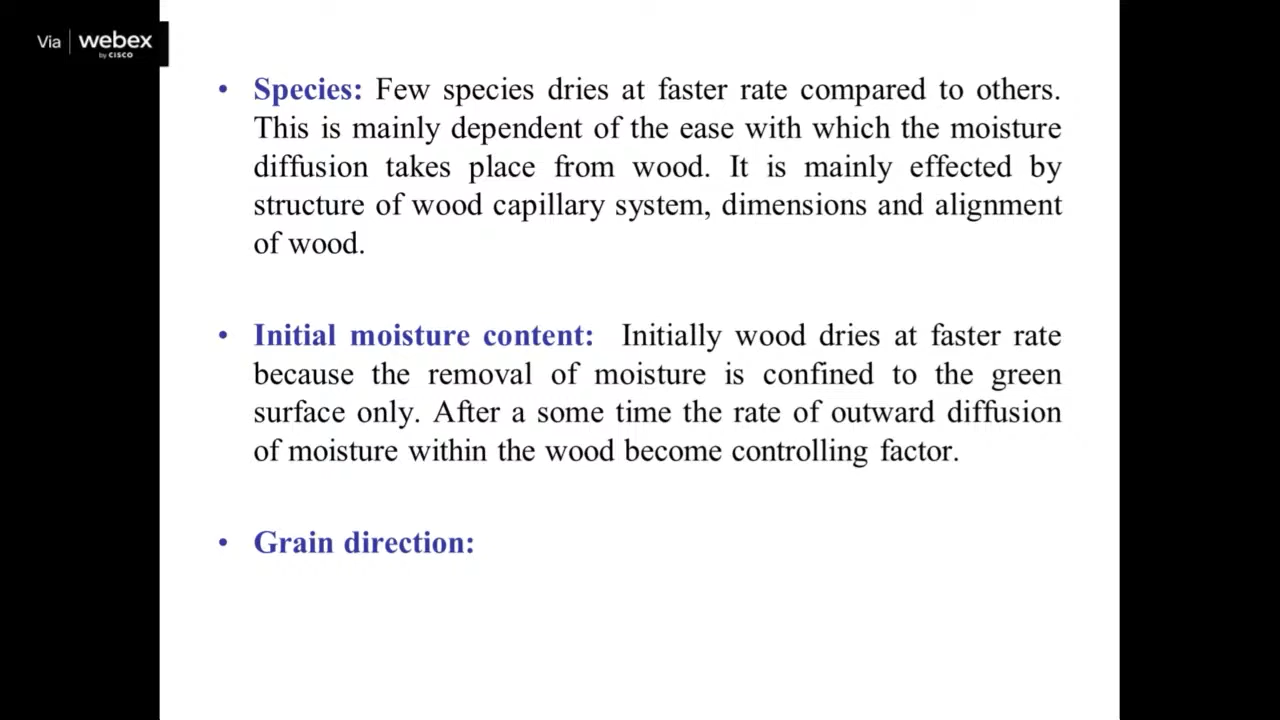 Via | webex
by CISCO
• Species: Few species dries at faster rate compared to others.
This is mainly dependent of the ease with which the moisture
diffusion takes place from wood. It is mainly effected by
structure of wood capillary system, dimensions and alignment
of wood.
• Initial moisture content: Initially wood dries at faster rate
because the removal of moisture is confined to the green
surface only. After a some time the rate of outward diffusion
of moisture within the wood become controlling factor.
• Grain direction: